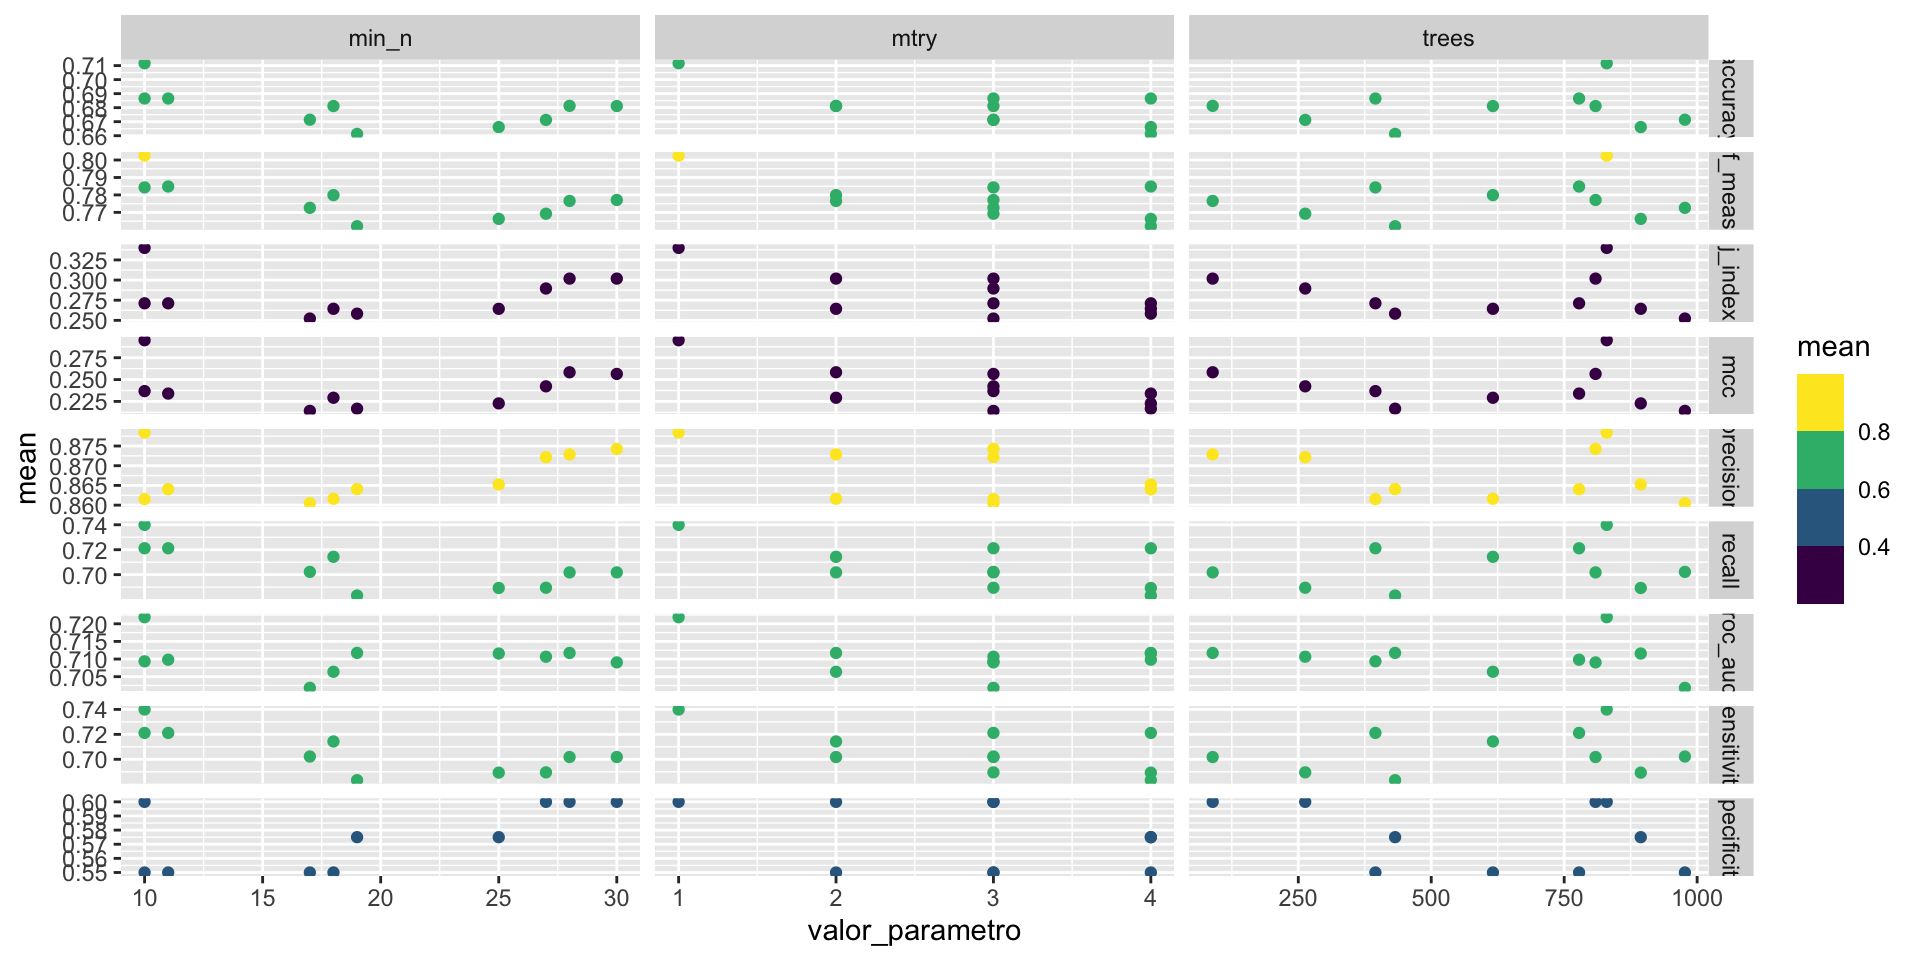 min_n mtry trees
0.71
0.70
0.69
0.68
0.67
0.66
accuracy
0.80
0.79
0.78
0.77
f_meas
0.325
0.300
0.275
0.250
j_index
0.275
0.250
0.225
mcc
0.875
0.870
0.865
0.860
precision
0.74
0.72
0.70
recall
0.720
0.715
0.710
0.705
roc_auc
0.74
0.72
0.70
ensitivit
0.60
0.59
0.58
0.57
0.56
0.55
pecificit
10 15 20 25 30 1 2 3 4 250 500 750 1000
valor_parametro
mean
mean
0.8
0.6
0.4